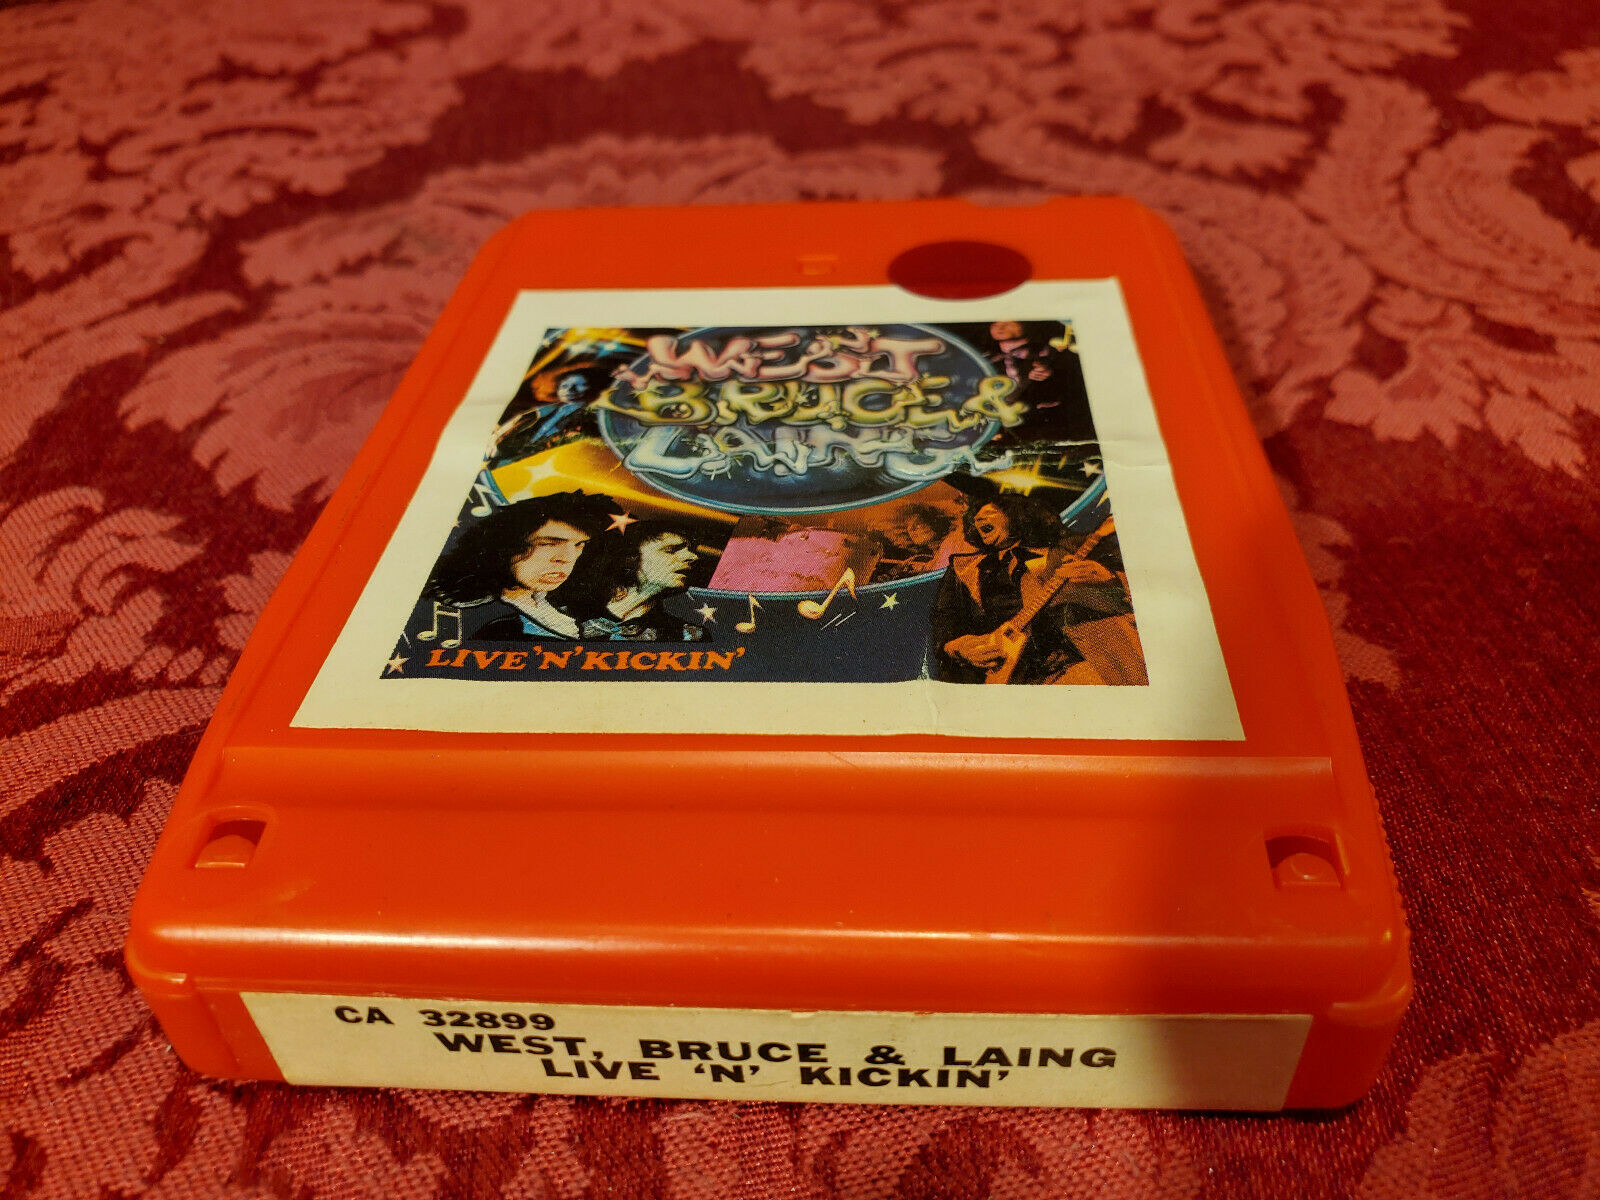 WEST
BRUCE &
LAING
LIVE 'N' KICKIN'
CA 32899
WEST, BRUCE & LAING
LIVE 'N' KICKIN'